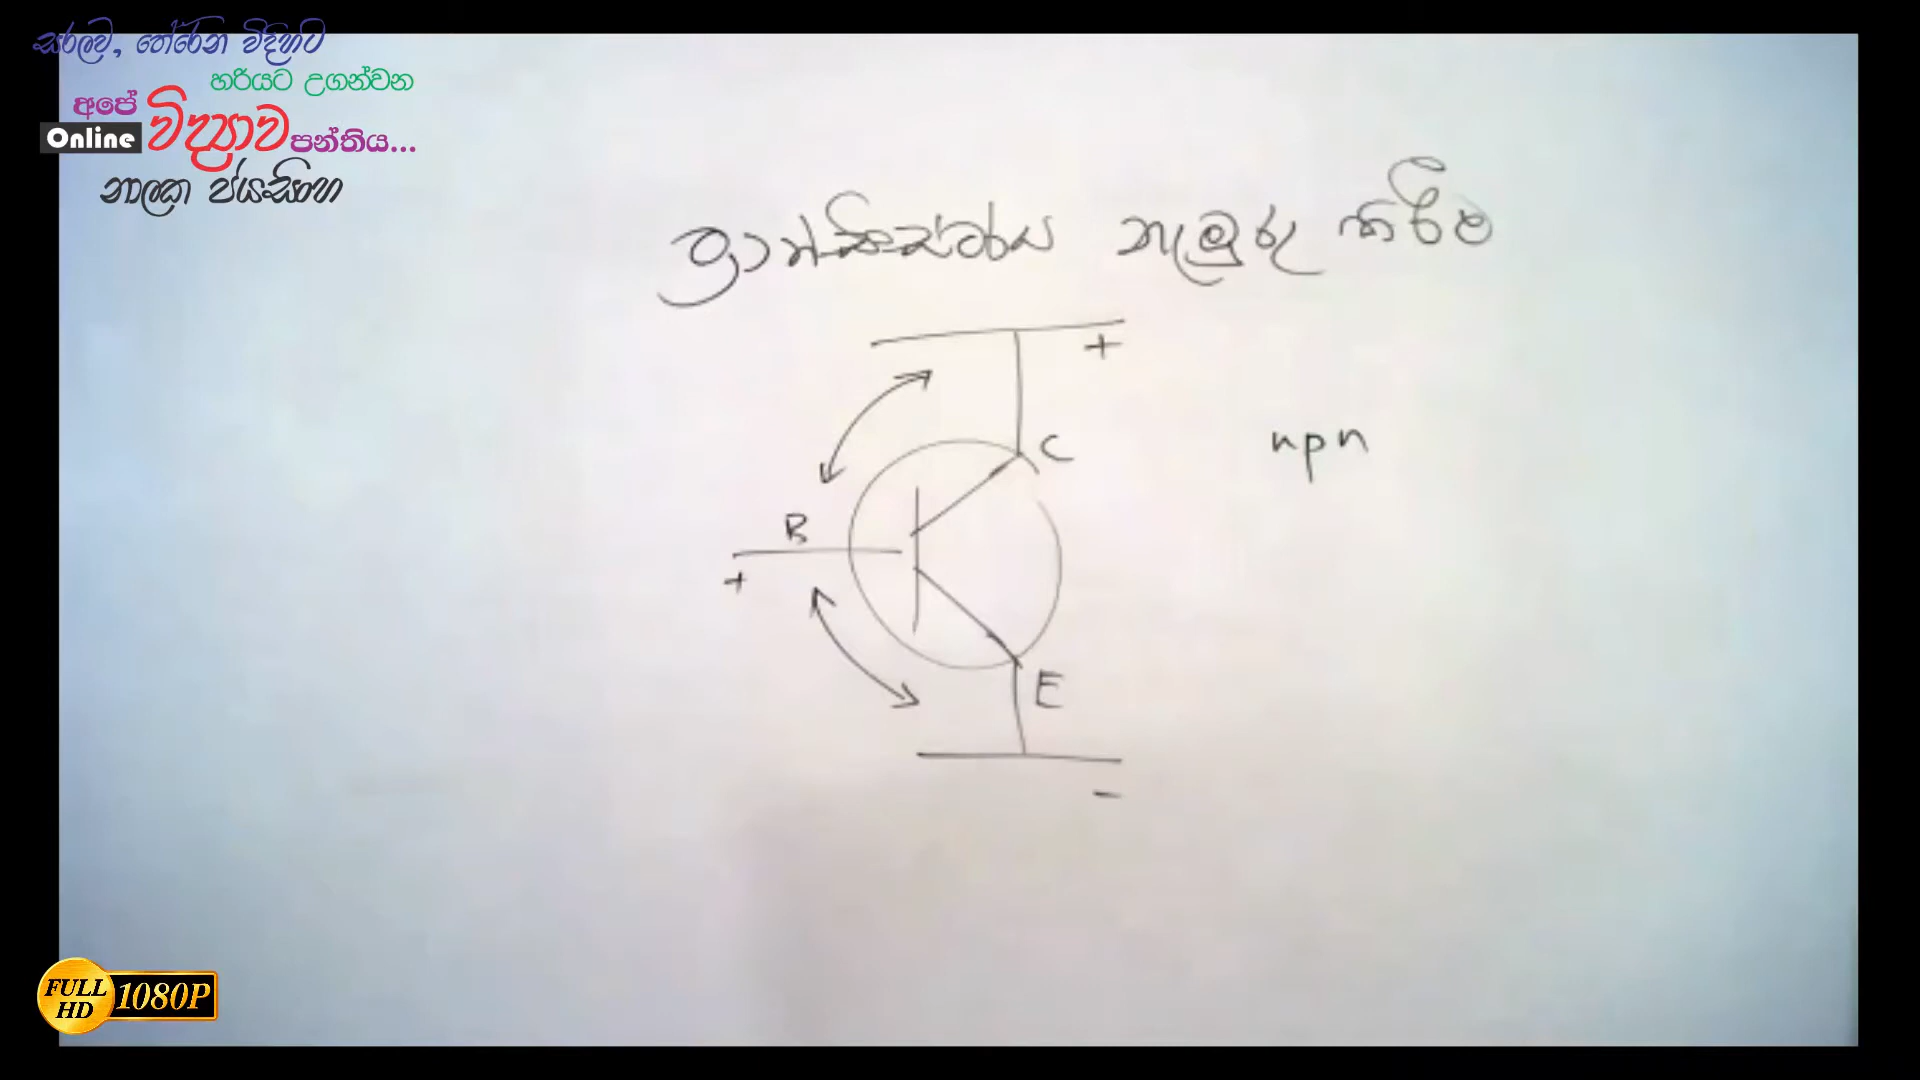 සරලව, තේරෙන විදිහට
හරියට උගන්වන
අපේ
Online විද්‍යාව පන්තිය...
නාලක ජයසිංහ
ට්‍රාන්සිස්ටරය නැඹුරු කිරීම
+
C
npn
B
+
E
-
FULL HD 1080P